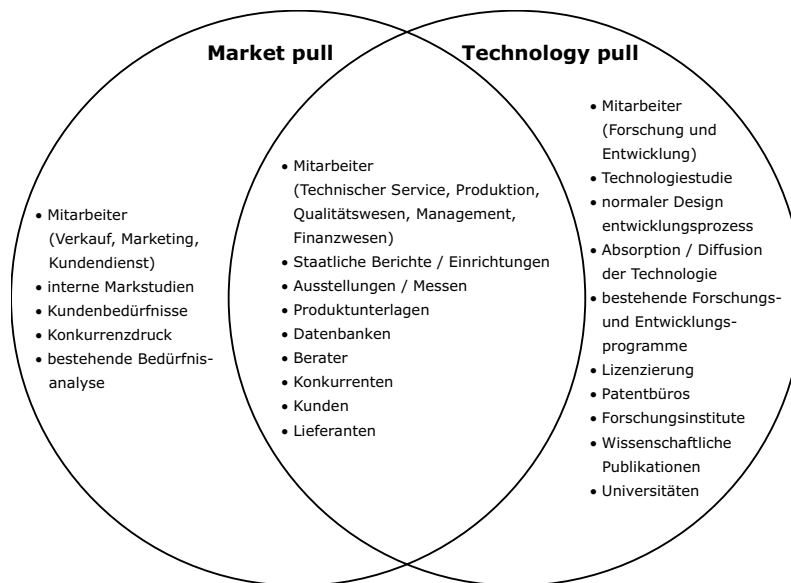 Market pull
Technology pull
• Mitarbeiter
(Verkauf, Marketing,
Kundendienst)
• interne Markstudien
• Kundenbedürfnisse
• Konkurrenzdruck
• bestehende Bedürfnis-
analyse
• Mitarbeiter
(Technischer Service, Produktion,
Qualitätswesen, Management,
Finanzwesen)
• Staatliche Berichte / Einrichtungen
• Ausstellungen / Messen
• Produktunterlagen
• Datenbanken
• Berater
• Konkurrenten
• Kunden
• Lieferanten
• Mitarbeiter
(Forschung und
Entwicklung)
• Technologiestudie
• normaler Design
entwicklungsprozess
• Absorption / Diffusion
der Technologie
• bestehende Forschungs-
und Entwicklungs-
programme
• Lizenzierung
• Patentbüros
• Forschungsinstitute
• Wissenschaftliche
Publikationen
• Universitäten